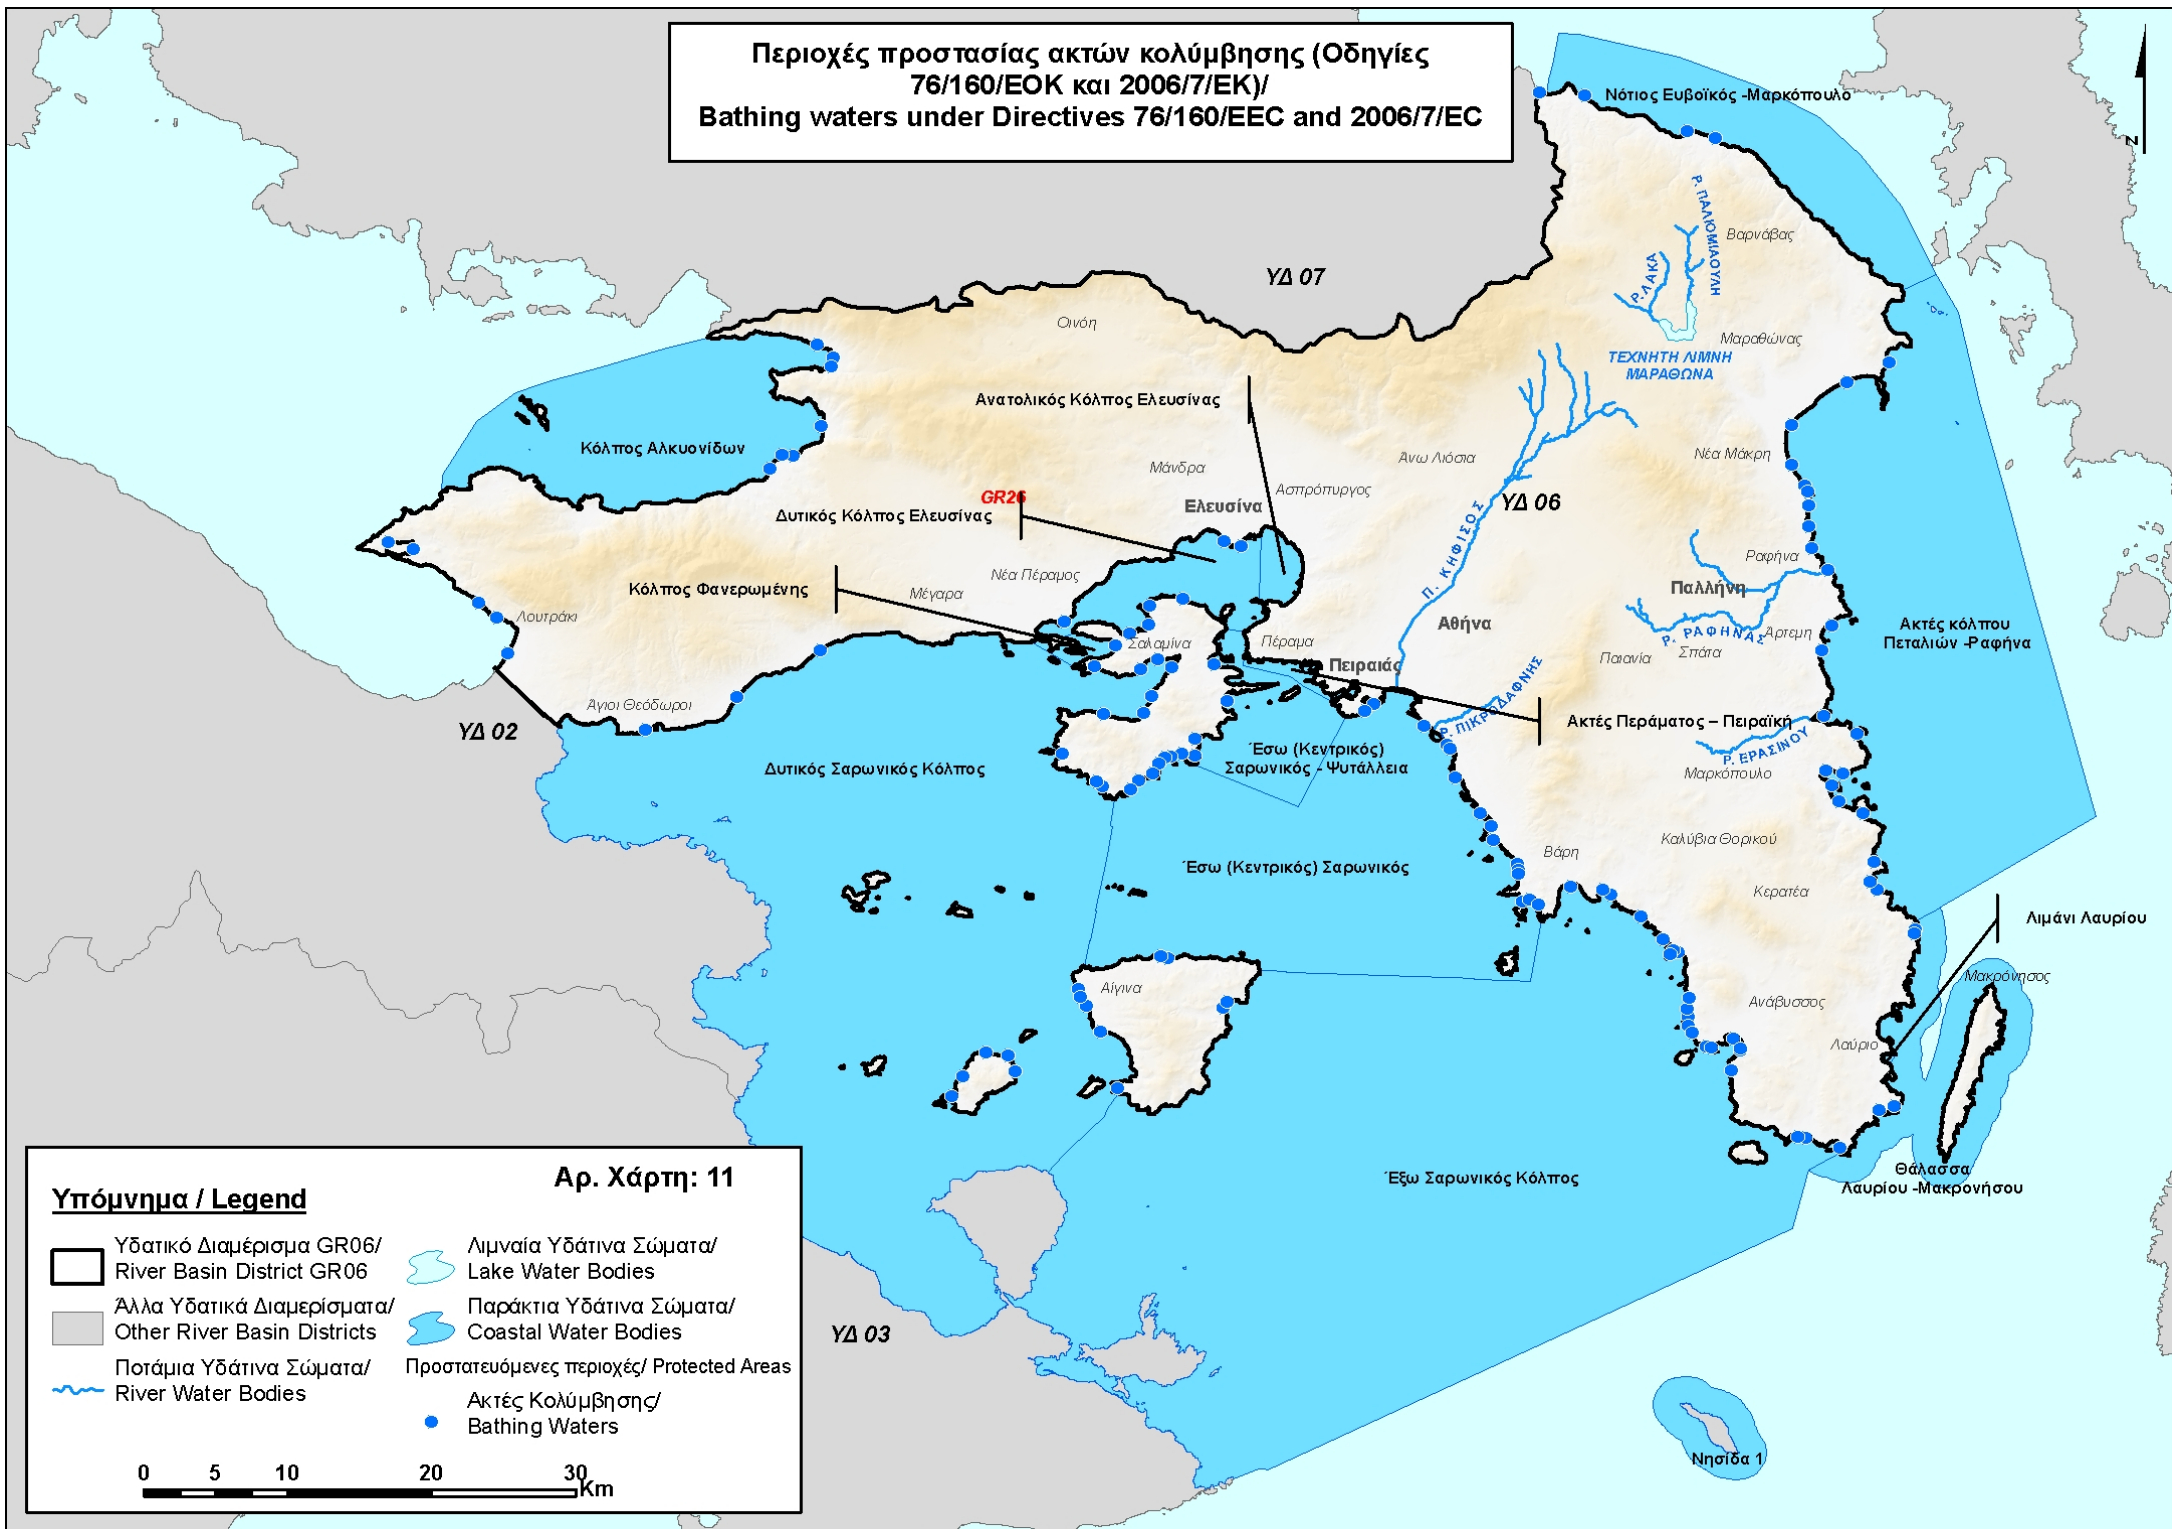 Περιοχές προστασίας ακτών κολύμβησης (Οδηγίες
76/160/ΕΟΚ και 2006/7/ΕΚ)/
Bathing waters under Directives 76/160/EEC and 2006/7/EC
N
Νότιος Ευβοϊκός -Μαρκόπουλο
Ρ. ΠΑΛΙΟΜΙΑΟΥΛΗ
Βαρνάβας
Ρ.ΛΑΚΑ
ΥΔ 07
Οινόη
Μαραθώνας
ΤΕΧΝΗΤΗ ΛΙΜΝΗ
ΜΑΡΑΘΩΝΑ
Ανατολικός Κόλπος Ελευσίνας
Κόλπος Αλκυονίδων
Μάνδρα
Άνω Λιόσια
Νέα Μάκρη
Ασπρόπυργος
GR26
Ελευσίνα
ΥΔ 06
Δυτικός Κόλπος Ελευσίνας
Π. ΚΗΦΙΣΟΣ
Ραφήνα
Νέα Πέραμος
Παλλήνη
Κόλπος Φανερωμένης
Μέγαρα
Λουτράκι
Αθήνα
Ακτές κόλπου
Πεταλιών -Ραφήνα
Σαλαμίνα
Πέραμα
Ρ. ΡΑΦΗΝΑΣ
Άρτεμη
Σπάτα
Παιανία
Πειραιάς
Άγιοι Θεόδωροι
Ρ. ΠΙΚΡΟΔΑΦΝΗΣ
Ακτές Περάματος – Πειραϊκή
ΥΔ 02
Ρ. ΕΡΑΣΙΝΟΥ
Έσω (Κεντρικός)
Σαρωνικός - Ψυτάλλεια
Δυτικός Σαρωνικός Κόλπος
Μαρκόπουλο
Καλύβια Θορικού
Βάρη
Έσω (Κεντρικός) Σαρωνικός
Κερατέα
Λιμάνι Λαυρίου
Μακρόνησος
Αίγινα
Ανάβυσσος
Λαύριο
Έξω Σαρωνικός Κόλπος
Θάλασσα
Λαυρίου -Μακρονήσου
ΥΔ 03
Νησίδα 1
Αρ. Χάρτη: 11
Υπόμνημα / Legend
Υδατικό Διαμέρισμα GR06/
River Basin District GR06
Άλλα Υδατικά Διαμερίσματα/
Other River Basin Districts
Ποτάμια Υδάτινα Σώματα/
River Water Bodies
Λιμναία Υδάτινα Σώματα/
Lake Water Bodies
Παράκτια Υδάτινα Σώματα/
Coastal Water Bodies
Προστατευόμενες περιοχές/ Protected Areas
Ακτές Κολύμβησης/
Bathing Waters
0 5 10 20 30
Km